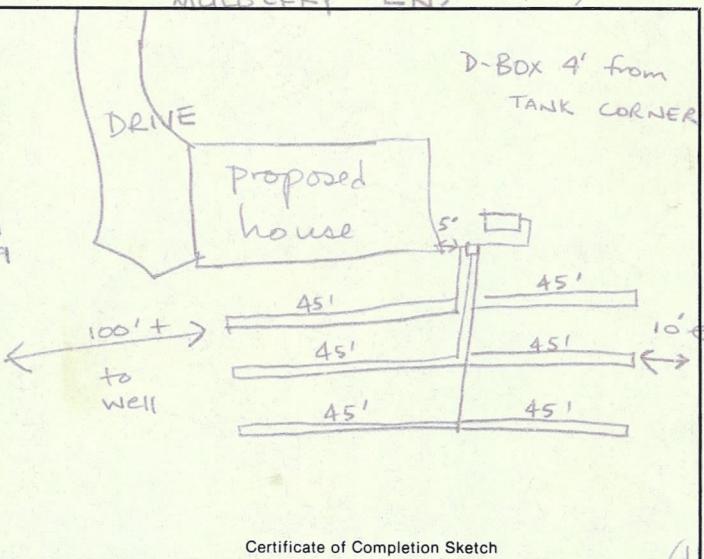 D-BOX 4' from
TANK CORNER
DRIVE
proposed
house
5'
45'
45'
100' +
to
well
45'
45'
10'
45'
45'
Certificate of Completion Sketch